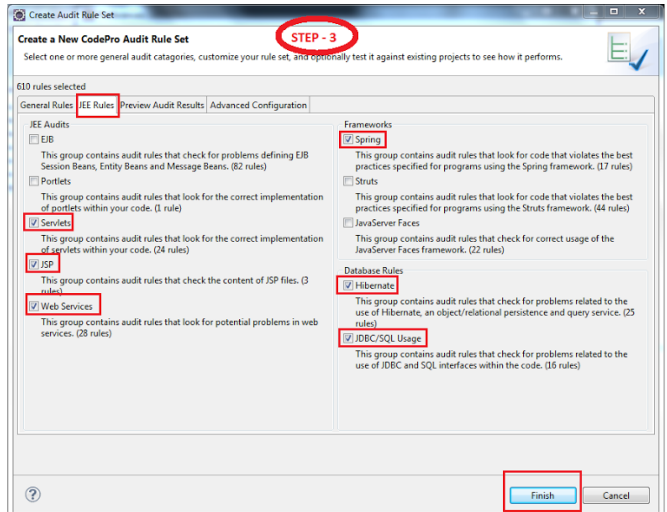 Create Audit Rule Set
Create a New CodePro Audit Rule Set
STEP - 3
Select one or more general audit catagories, customize your rule set, and optionally test it against existing projects to see how it performs.
610 rules selected
General Rules JEE Rules Preview Audit Results Advanced Configuration
JEE Audits
EJB
This group contains audit rules that check for problems defining EJB
Session Beans, Entity Beans and Message Beans. (82 rules)
Portlets
This group contains audit rules that look for the correct implementation
of portlets within your code. (1 rule)
Servlets
This group contains audit rules that look for the correct implementation
of servlets within your code. (24 rules)
JSP
This group contains audit rules that check the content of JSP files. (3
rules)
Web Services
This group contains audit rules that look for potential problems in web
services. (28 rules)
Frameworks
Spring
This group contains audit rules that look for code that violates the best
practices specified for programs using the Spring framework. (17 rules)
Struts
This group contains audit rules that look for code that violates the best
practices specified for programs using the Struts framework. (44 rules)
JavaServer Faces
This group contains audit rules that check for correct usage of the
JavaServer Faces framework. (22 rules)
Database Rules
Hibernate
This group contains audit rules that check for problems related to the
use of Hibernate, an object/relational persistence and query service. (25
rules)
JDBC/SQL Usage
This group contains audit rules that check for problems related to the
use of JDBC and SQL interfaces within the code. (16 rules)
?
Finish
Cancel